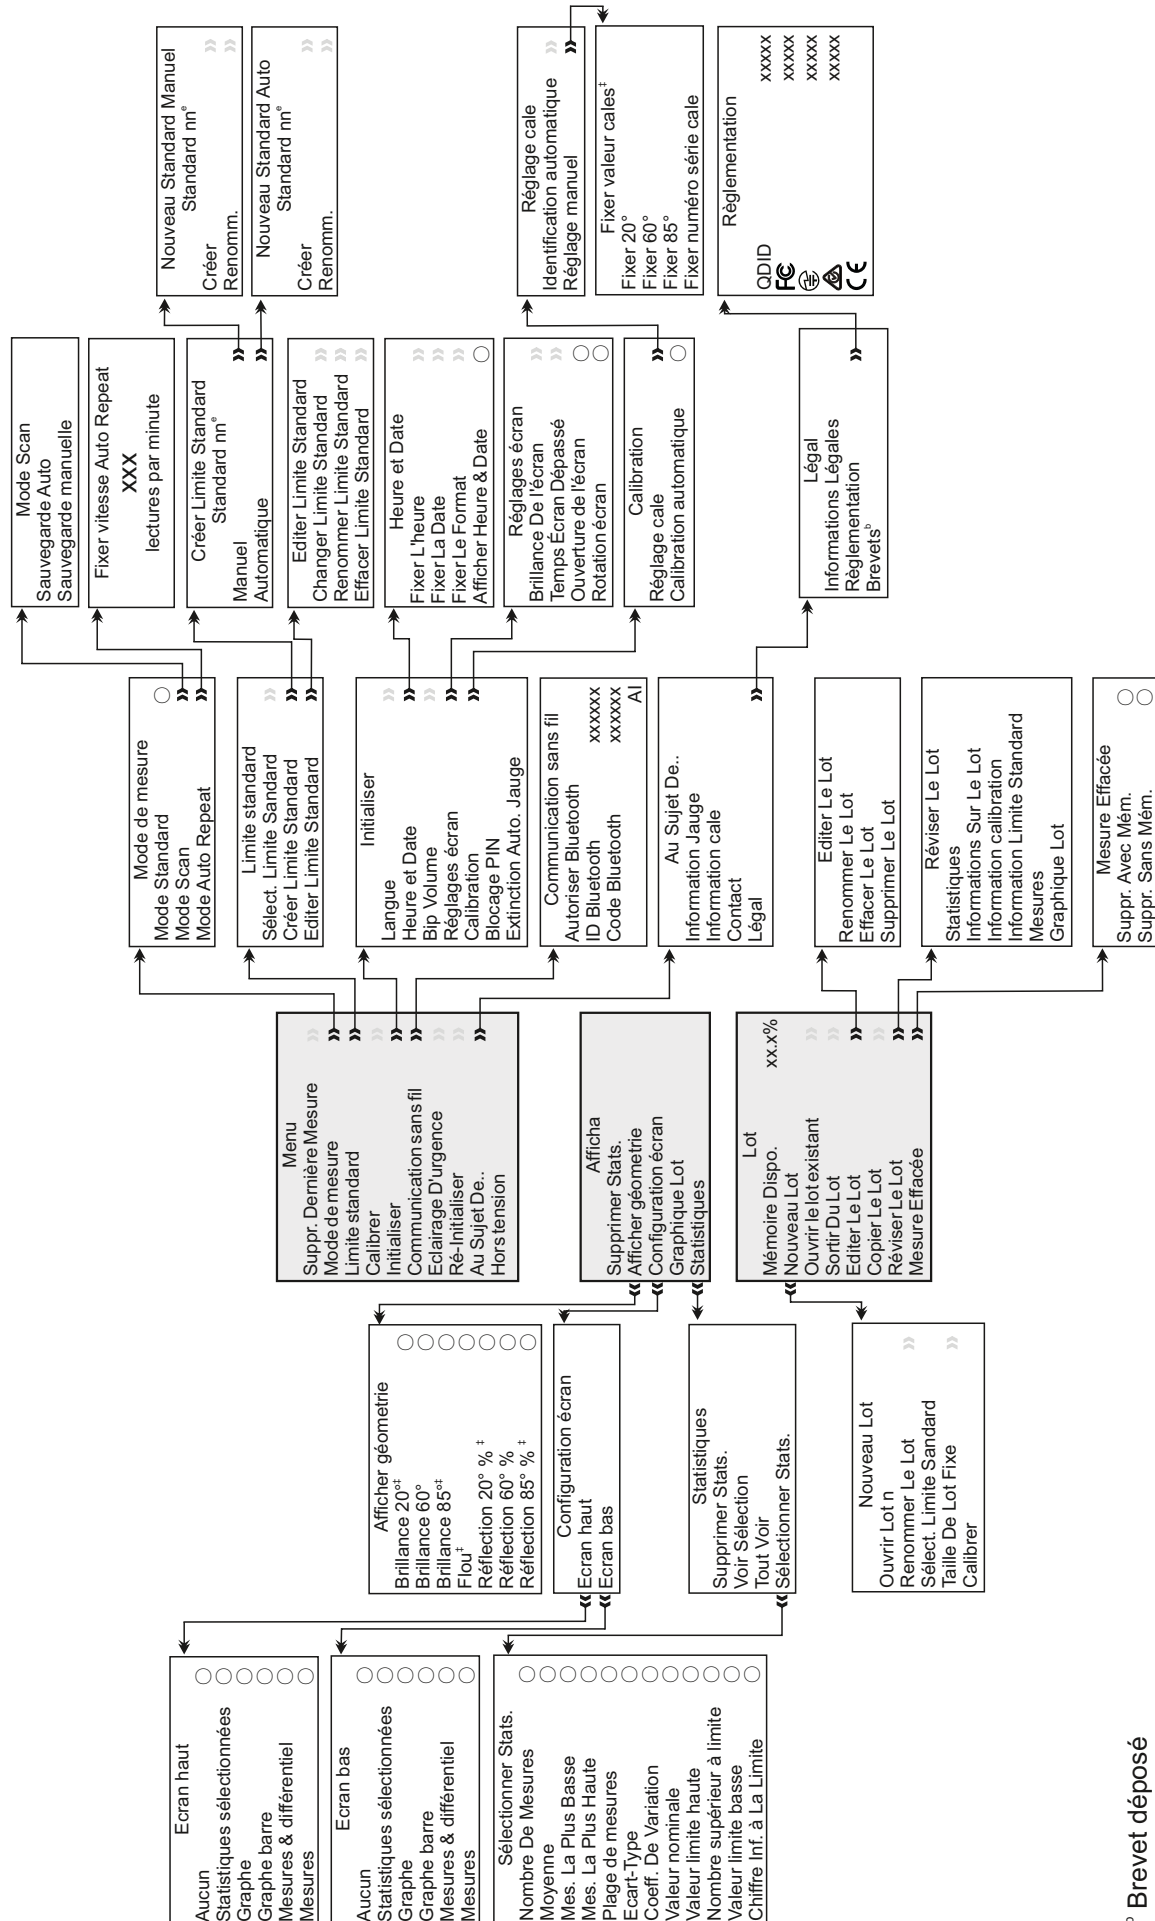 Ecran haut
Aucun
Statistiques sélectionnées
Graphe
Graphe barre
Mesures & différentiel
Mesures
Ecran bas
Aucun
Statistiques sélectionnées
Graphe
Graphe barre
Mesures & différentiel
Mesures
Sélectionner Stats.
Nombre De Mesures
Moyenne
Mes. La Plus Basse
Mes. La Plus Haute
Plage de mesures
Ecart-Type
Coeff. De Variation
Valeur nominale
Valeur limite haute
Nombre supérieur à limite
Valeur limite basse
Chiffre Inf. à La Limite
Afficher géometrie
Brillance 20°‡
Brillance 60°
Brillance 85°‡
Flou‡
Réflection 20° % ‡
Réflection 60° %
Réflection 85° % ‡
Configuration écran
Ecran haut
Ecran bas
Statistiques
Supprimer Stats.
Voir Sélection
Tout Voir
Sélectionner Stats.
Nouveau Lot
Ouvrir Lot n
Renommer Le Lot
Sélect. Limite Sandard
Taille De Lot Fixe
Calibrer
Menu
Suppr. Dernière Mesure
Mode de mesure
Limite standard
Calibrer
Initialiser
Communication sans fil
Eclairage D'urgence
Ré-Initialiser
Au Sujet De..
Hors tension
Afficha
Supprimer Stats.
Afficher géometrie
Configuration écran
Graphique Lot
Statistiques
Lot
Mémoire Dispo. xx.x%
Nouveau Lot
Ouvrir le lot existant
Sortir Du Lot
Editer Le Lot
Copier Le Lot
Réviser Le Lot
Mesure Effacée
Mode de mesure
Mode Standard
Mode Scan
Mode Auto Repeat
Limite standard
Sélect. Limite Sandard
Créer Limite Standard
Editer Limite Standard
Initialiser
Langue
Heure et Date
Bip Volume
Réglages écran
Calibration
Blocage PIN
Extinction Auto. Jauge
Communication sans fil
Autoriser Bluetooth
ID Bluetooth xxxxxx
Code Bluetooth xxxxxx
AI
Au Sujet De..
Information Jauge
Information cale
Contact
Légal
Editer Le Lot
Renommer Le Lot
Effacer Le Lot
Supprimer Le Lot
Réviser Le Lot
Statistiques
Informations Sur Le Lot
Information calibration
Information Limite Standard
Mesures
Graphique Lot
Mesure Effacée
Suppr. Avec Mém.
Suppr. Sans Mém.
Mode Scan
Sauvegarde Auto
Sauvegarde manuelle
Fixer vitesse Auto Repeat
XXX
lectures par minute
Créer Limite Standard
Standard nnᵉ
Manuel
Automatique
Editer Limite Standard
Changer Limite Standard
Renommer Limite Standard
Effacer Limite Standard
Heure et Date
Fixer L'heure
Fixer La Date
Fixer Le Format
Afficher Heure & Date
Réglages écran
Brillance De l'écran
Temps Écran Dépassé
Ouverture de l'écran
Rotation écran
Calibration
Réglage cale
Calibration automatique
Légal
Informations Légales
Règlementation
Brevetsᵇ
Nouveau Standard Manuel
Standard nnᵉ
Créer
Renomm.
Nouveau Standard Auto
Standard nnᵉ
Créer
Renomm.
Réglage cale
Identification automatique
Réglage manuel
Fixer valeur cales‡
Fixer 20°
Fixer 60°
Fixer 85°
Fixer numéro série cale
Règlementation
QDID xxxxx
FC xxxxx
xxxxx
CE xxxxx
ᵇ Brevet déposé